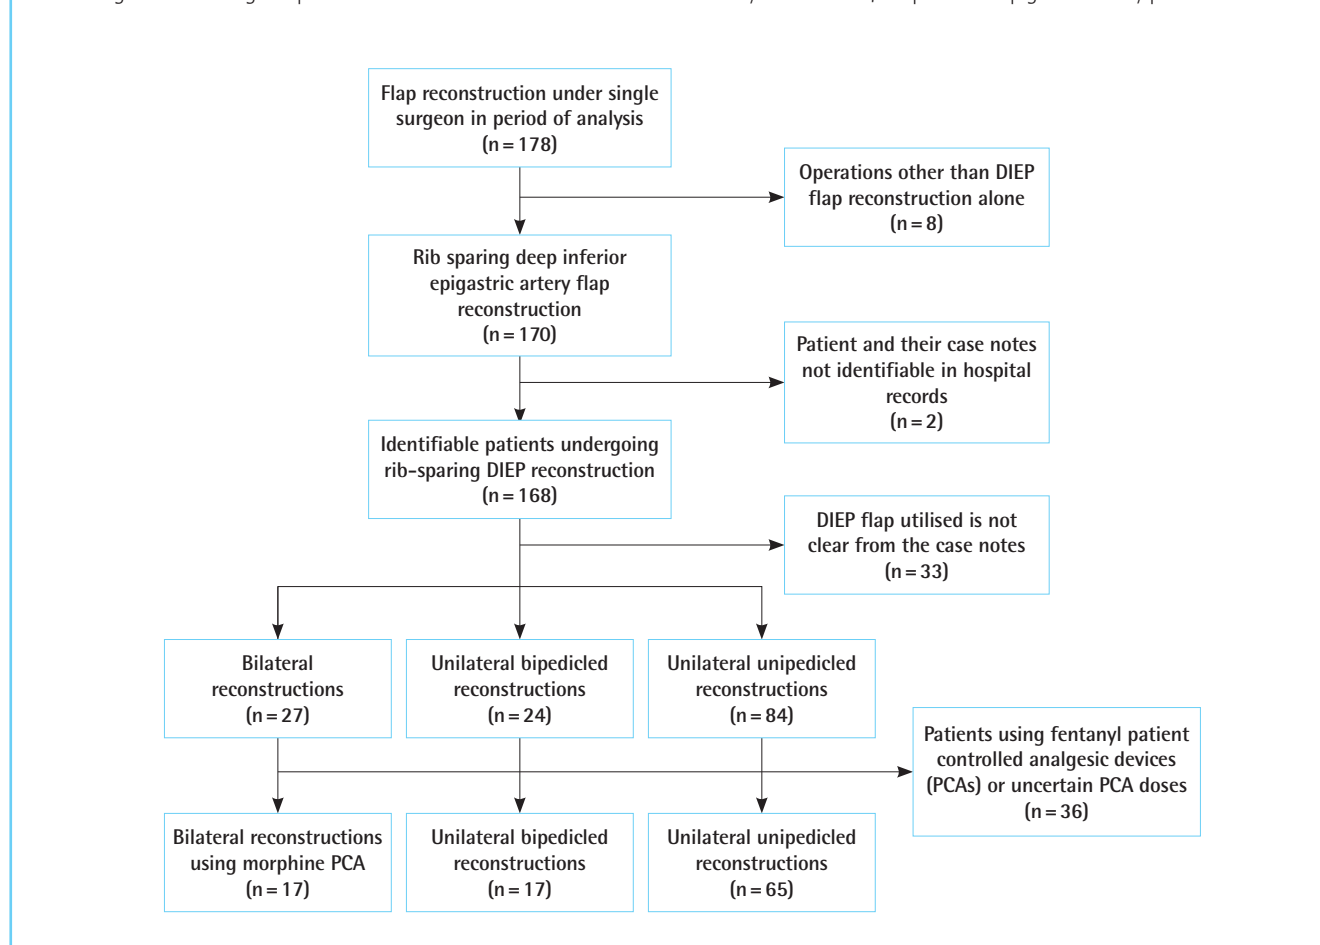 Flap reconstruction under single
surgeon in period of analysis
(n = 178)
Operations other than DIEP
flap reconstruction alone
(n = 8)
Rib sparing deep inferior
epigastric artery flap
reconstruction
(n = 170)
Patient and their case notes
not identifiable in hospital
records
(n = 2)
Identifiable patients undergoing
rib-sparing DIEP reconstruction
(n = 168)
DIEP flap utilised is not
clear from the case notes
(n = 33)
Bilateral
reconstructions
(n = 27)
Unilateral bipedicled
reconstructions
(n = 24)
Unilateral unipedicled
reconstructions
(n = 84)
Patients using fentanyl patient
controlled analgesic devices
(PCAs) or uncertain PCA doses
(n = 36)
Bilateral reconstructions
using morphine PCA
(n = 17)
Unilateral bipedicled
reconstructions
(n = 17)
Unilateral unipedicled
reconstructions
(n = 65)